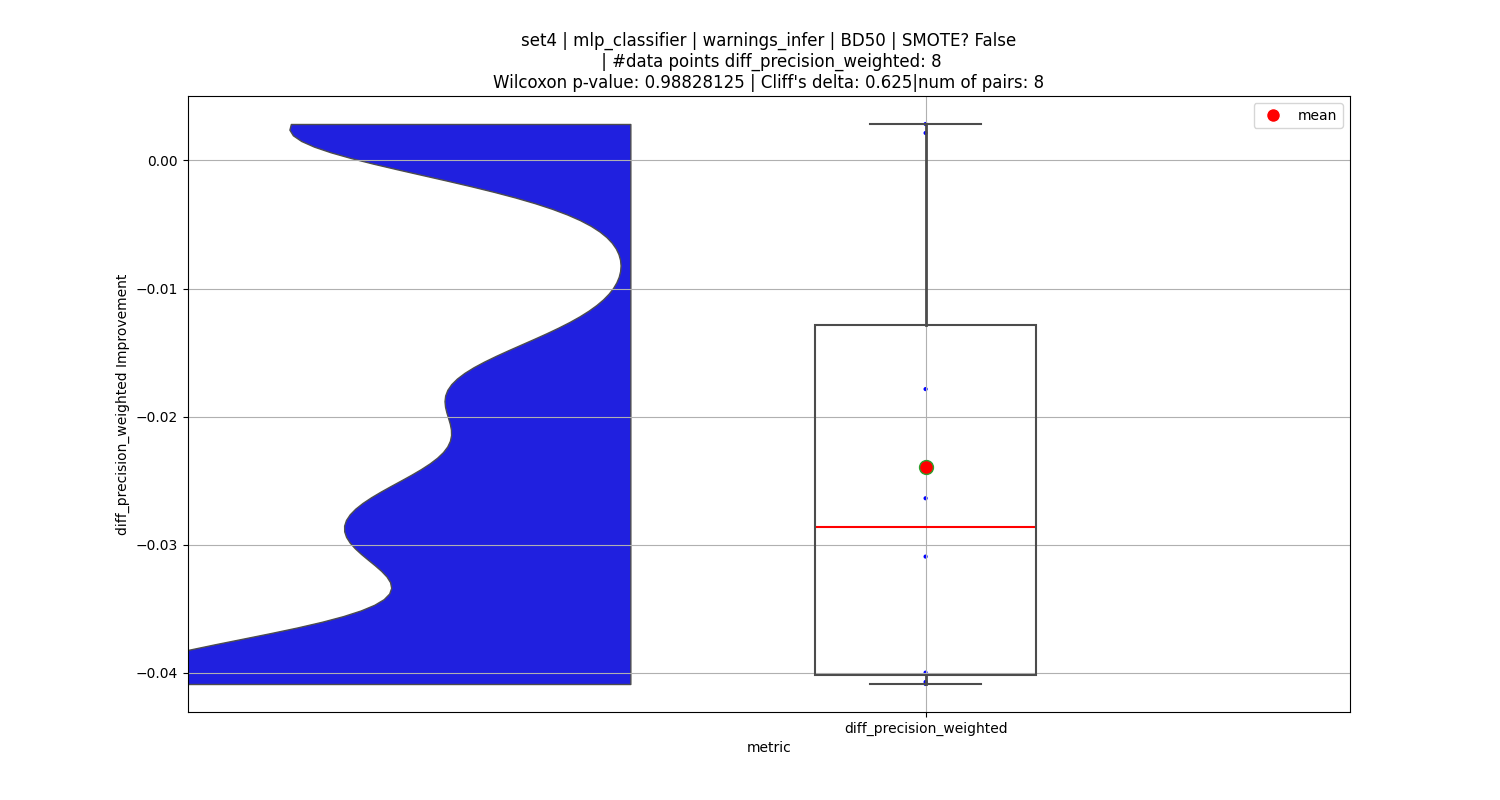 set4 | mlp_classifier | warnings_infer | BD50 | SMOTE? False
| #data points diff_precision_weighted: 8
Wilcoxon p-value: 0.98828125 | Cliff's delta: 0.625|num of pairs: 8
mean
0.00
−0.01
−0.02
−0.03
−0.04
diff_precision_weighted Improvement
diff_precision_weighted
metric